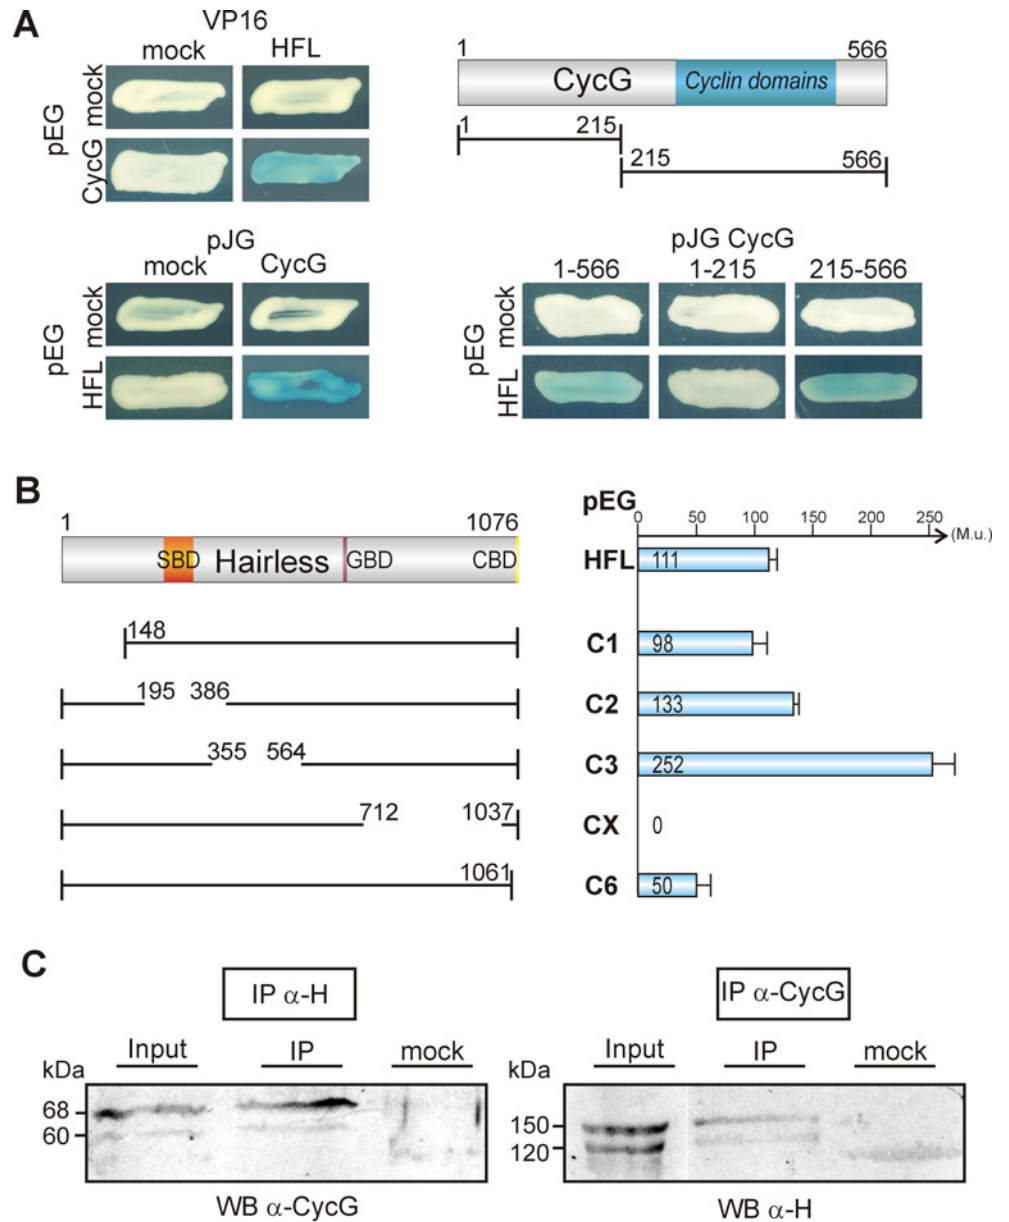 A
VP16
mock HFL
pEG
mock
CycG
1 566
CycG Cyclin domains
1 215
215 566
pJG
mock CycG
pEG
mock
HFL
pJG CycG
1-566 1-215 215-566
pEG
mock
HFL
B
1 1076
SBD Hairless GBD CBD
148
195 386
355 564
712 1037
1061
pEG
0 50 100 150 200 250 (M.u.)
HFL 111
C1 98
C2 133
C3 252
CX 0
C6 50
C
IP α-H
kDa Input IP mock
68
60
WB α-CycG
IP α-CycG
kDa Input IP mock
150
120
WB α-H